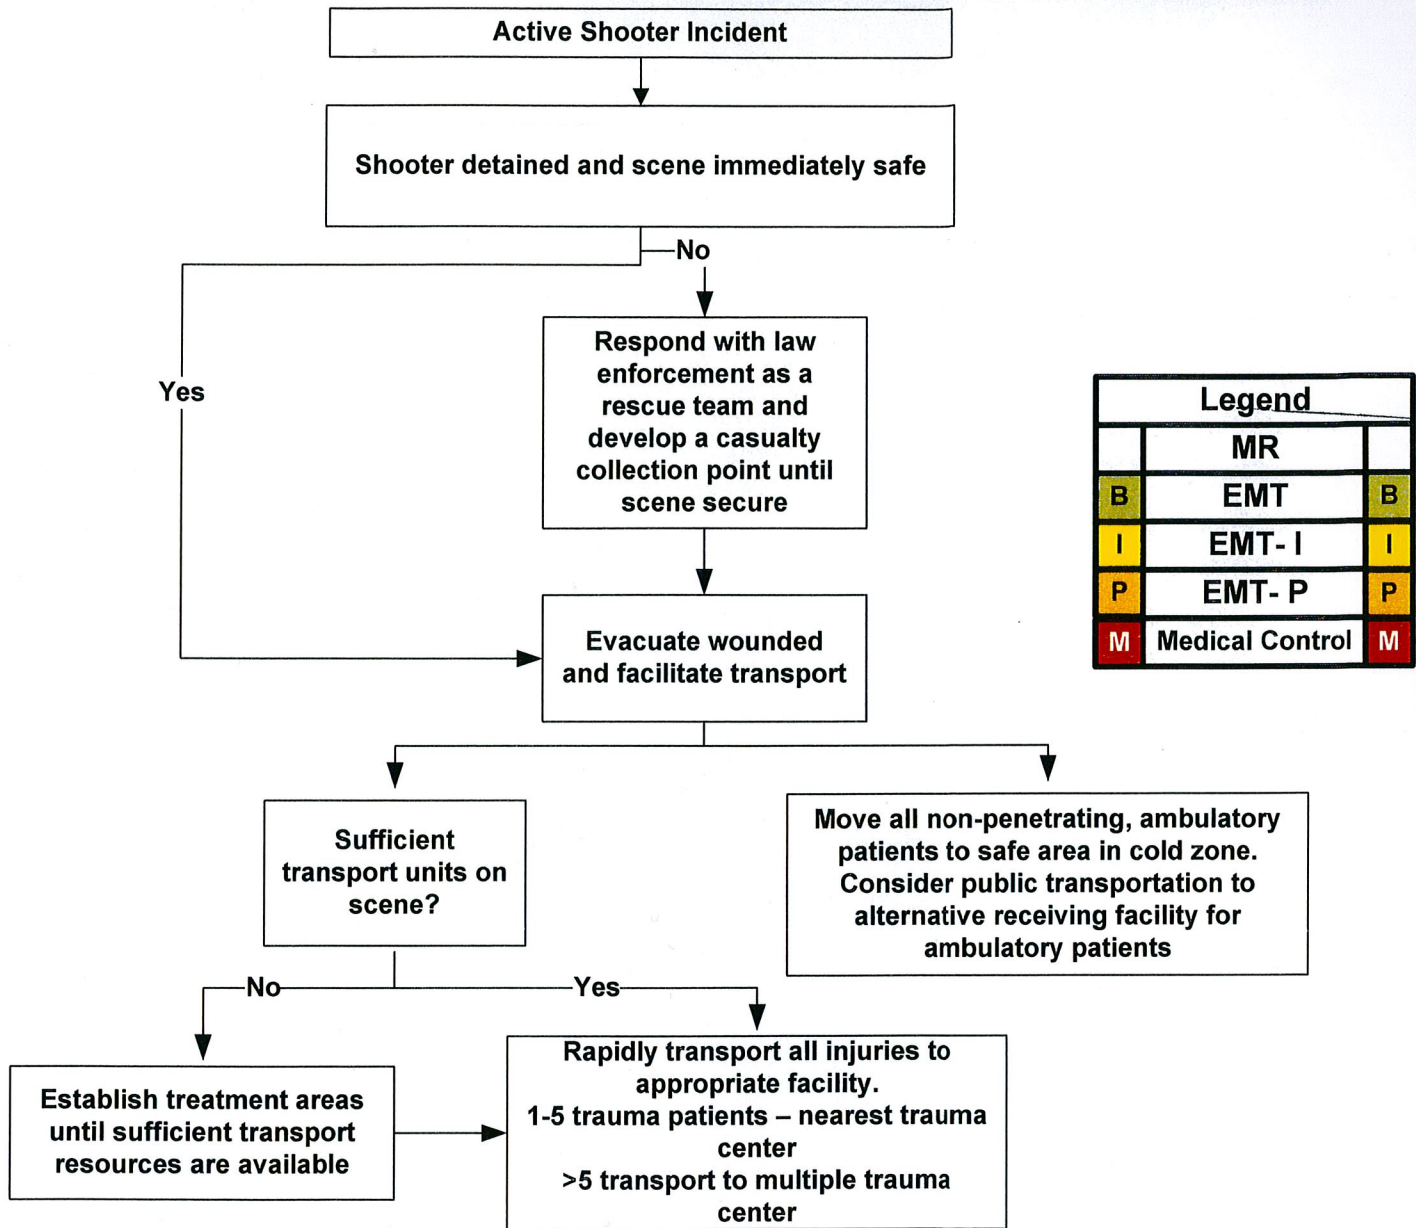 Active Shooter Incident
Shooter detained and scene immediately safe
No
Yes
Respond with law
enforcement as a
rescue team and
develop a casualty
collection point until
scene secure
Legend
MR
B EMT B
I EMT- I I
P EMT- P P
M Medical Control M
Evacuate wounded
and facilitate transport
Sufficient
transport units on
scene?
Move all non-penetrating, ambulatory
patients to safe area in cold zone.
Consider public transportation to
alternative receiving facility for
ambulatory patients
No
Yes
Establish treatment areas
until sufficient transport
resources are available
Rapidly transport all injuries to
appropriate facility.
1-5 trauma patients – nearest trauma
center
>5 transport to multiple trauma
center